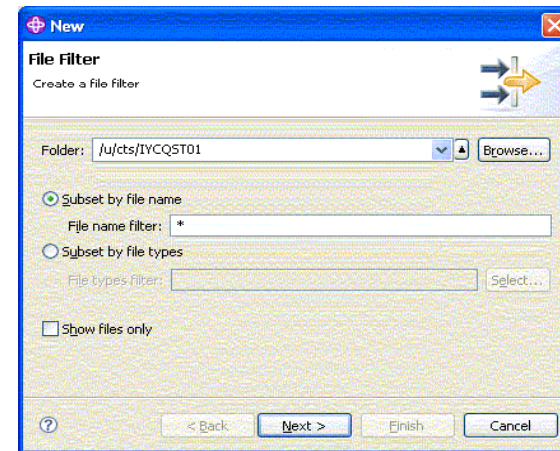 New
File Filter
Create a file filter
Folder: /u/cts/IYCQST01 Browse...
Subset by file name
File name filter: *
Subset by file types
File types filter: Select...
Show files only
? < Back Next > Finish Cancel